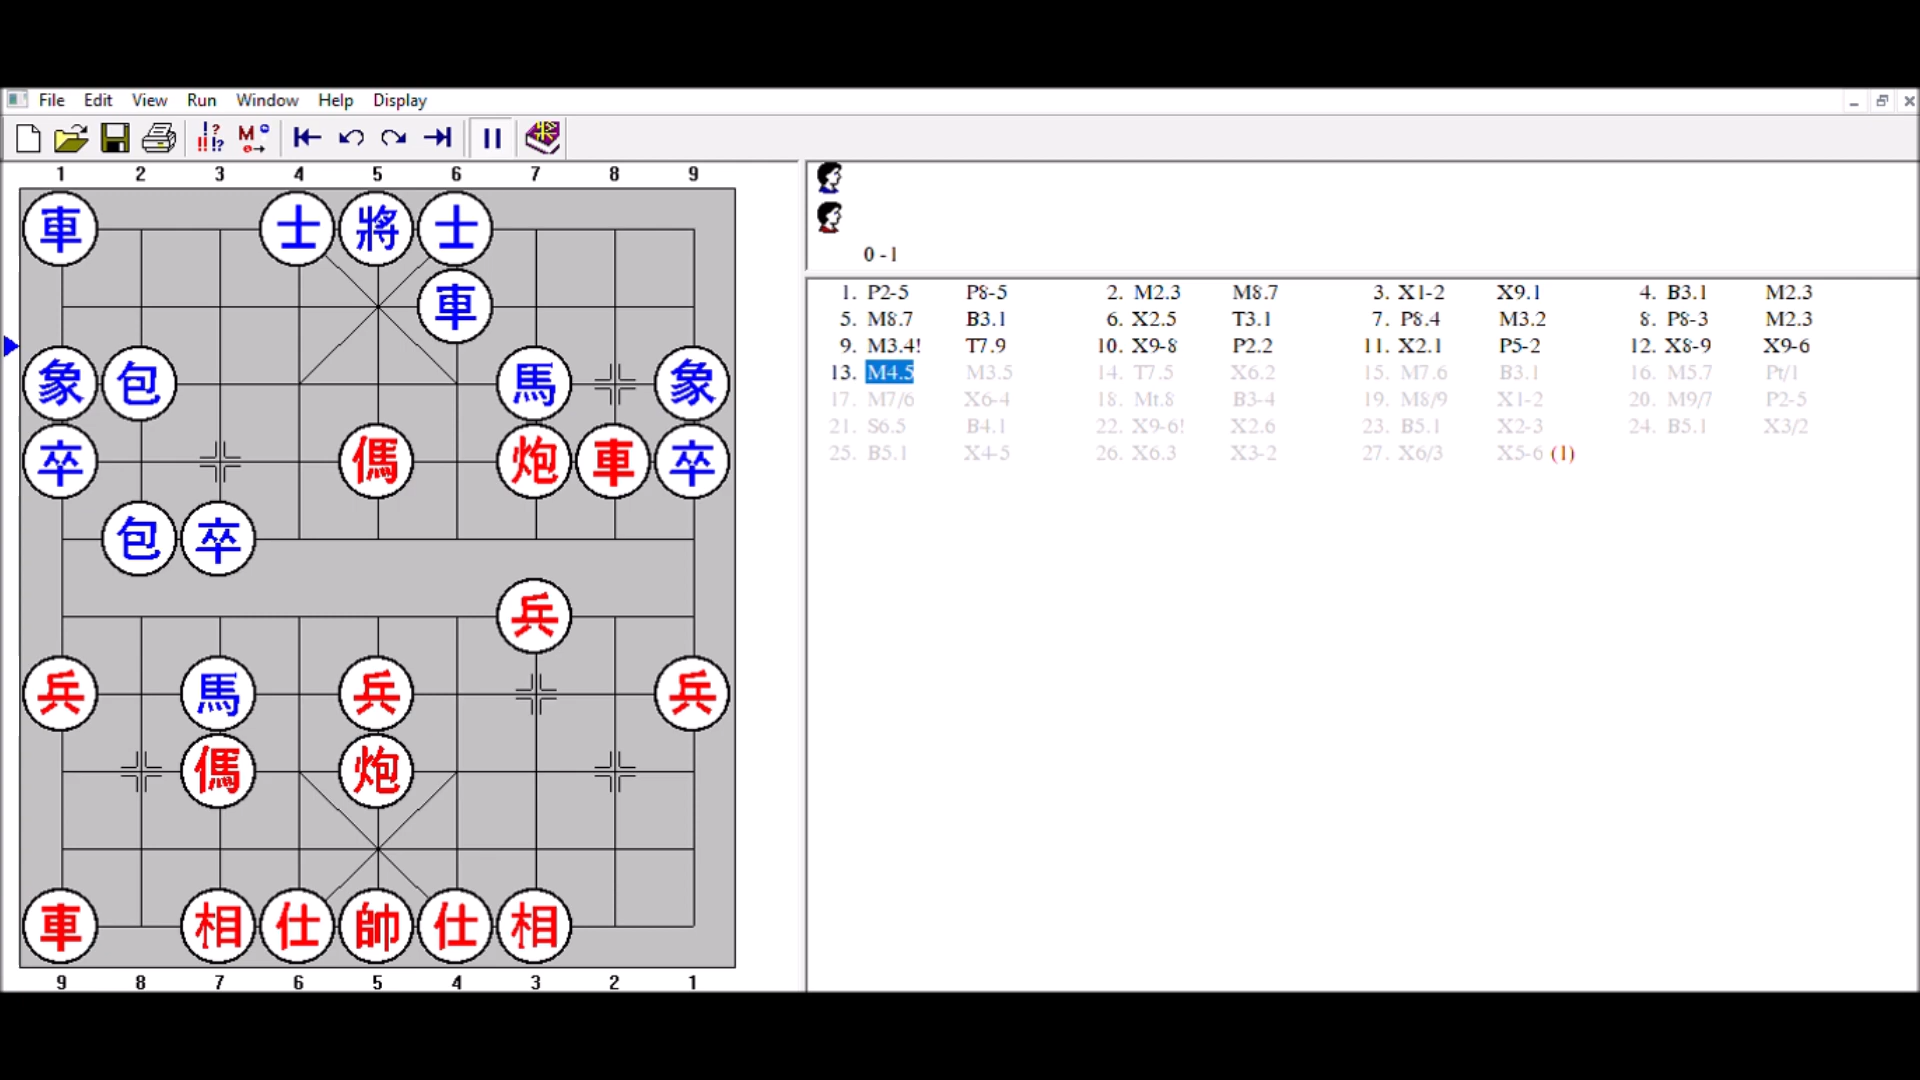 File Edit View Run Window Help Display
1 2 3 4 5 6 7 8 9
車 士 將 士
車
象 包 馬 象
卒 傌 炮 車 卒
包 卒
兵
兵 馬 兵 兵
傌 炮
車 相 仕 帥 仕 相
9 8 7 6 5 4 3 2 1
0 - 1
1. P2-5 P8-5 2. M2.3 M8.7 3. X1-2 X9.1 4. B3.1 M2.3
5. M8.7 B3.1 6. X2.5 T3.1 7. P8.4 M3.2 8. P8-3 M2.3
9. M3.4! T7.9 10. X9-8 P2.2 11. X2.1 P5-2 12. X8-9 X9-6
13. M4.5 M3.5 14. T7.5 X6.2 15. M7.6 B3.1 16. M5.7 Pt/1
17. M7/6 X6-4 18. Mt.8 B3-4 19. M8/9 X1-2 20. M9/7 P2-5
21. S6.5 B4.1 22. X9-6! X2.6 23. B5.1 X2-3 24. B5.1 X3/2
25. B5.1 X4-5 26. X6.3 X3-2 27. X6/3 X5-6 (1)